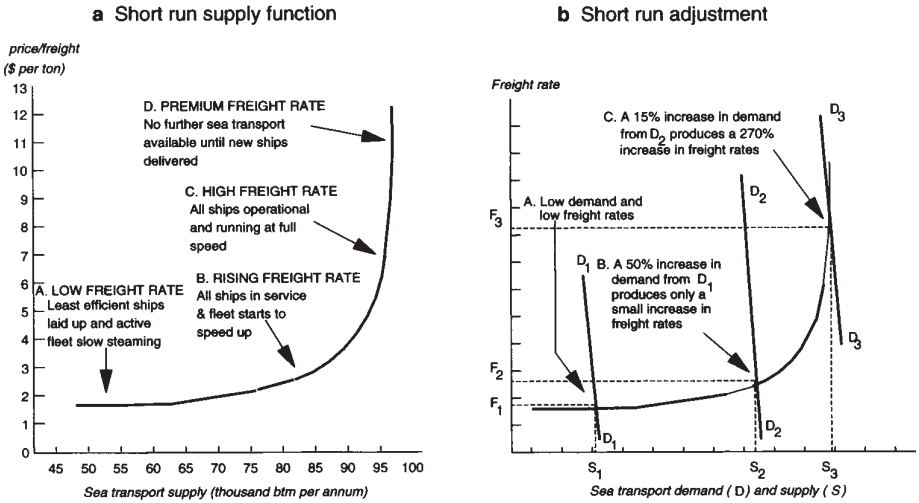 a Short run supply function
price/freight
($ per ton)
13
12
11
10
9
8
7
6
5
4
3
2
1
0
D. PREMIUM FREIGHT RATE
No further sea transport
available until new ships
delivered
C. HIGH FREIGHT RATE
All ships operational
and running at full
speed
B. RISING FREIGHT RATE
All ships in service
& fleet starts to
speed up
A. LOW FREIGHT RATE
Least efficient ships
laid up and active
fleet slow steaming
45 50 55 60 65 70 75 80 85 90 95 100
Sea transport supply (thousand btm per annum)
b Short run adjustment
Freight rate
C. A 15% increase in demand
from D2 produces a 270%
increase in freight rates
D3
D2
A. Low demand and
low freight rates
F3
D1
B. A 50% increase in
demand from D1
produces only a
small increase in
freight rates
D3
F2
F1
D1
D2
S1 S2 S3
Sea transport demand (D) and supply (S)